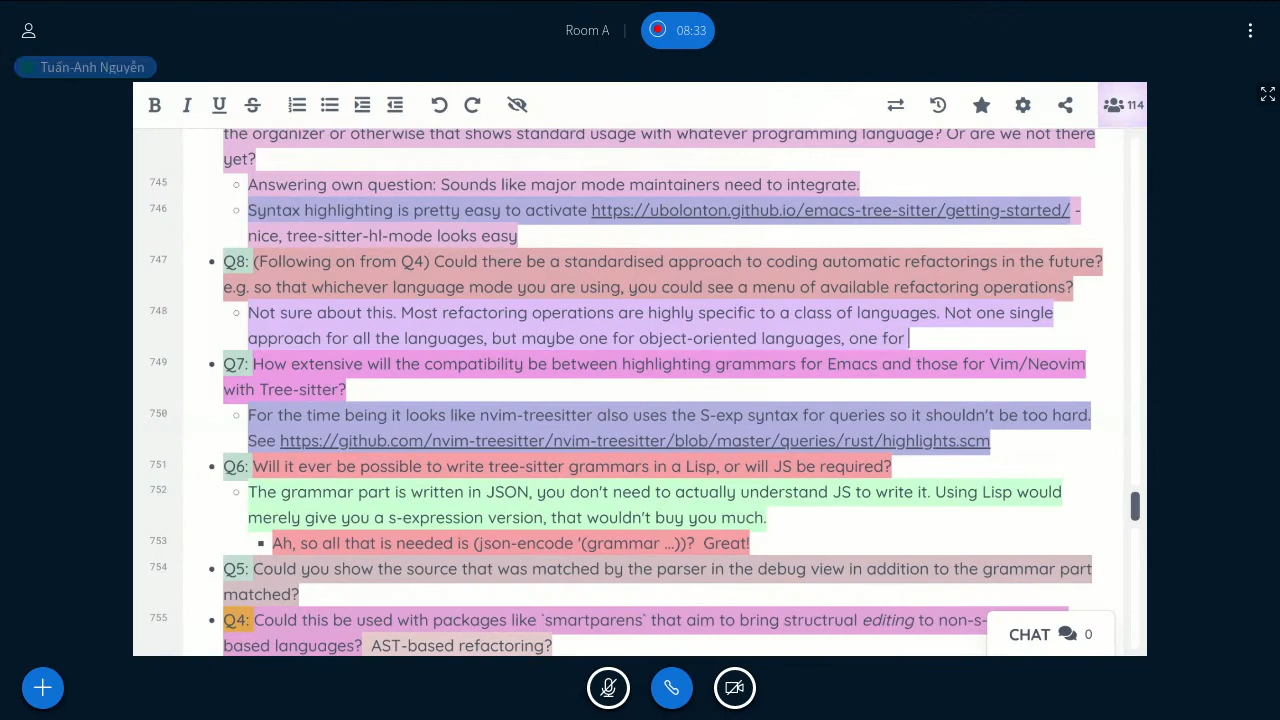 Room A
08:33
Tuấn-Anh Nguyễn
B I U S
114
the organizer or otherwise that shows standard usage with whatever programming language? Or are we not there
yet?
745 Answering own question: Sounds like major mode maintainers need to integrate.
746 Syntax highlighting is pretty easy to activate https://ubolonton.github.io/emacs-tree-sitter/getting-started/ -
nice, tree-sitter-hl-mode looks easy
747 Q8: (Following on from Q4) Could there be a standardised approach to coding automatic refactorings in the future?
e.g. so that whichever language mode you are using, you could see a menu of available refactoring operations?
748 Not sure about this. Most refactoring operations are highly specific to a class of languages. Not one single
approach for all the languages, but maybe one for object-oriented languages, one for
749 Q7: How extensive will the compatibility be between highlighting grammars for Emacs and those for Vim/Neovim
with Tree-sitter?
750 For the time being it looks like nvim-treesitter also uses the S-exp syntax for queries so it shouldn't be too hard.
See https://github.com/nvim-treesitter/nvim-treesitter/blob/master/queries/rust/highlights.scm
751 Q6: Will it ever be possible to write tree-sitter grammars in a Lisp, or will JS be required?
752 The grammar part is written in JSON, you don't need to actually understand JS to write it. Using Lisp would
merely give you a s-expression version, that wouldn't buy you much.
753 Ah, so all that is needed is (json-encode '(grammar ...))? Great!
754 Q5: Could you show the source that was matched by the parser in the debug view in addition to the grammar part
matched?
755 Q4: Could this be used with packages like `smartparens` that aim to bring structrual editing to non-s-
based languages? AST-based refactoring?
CHAT 0